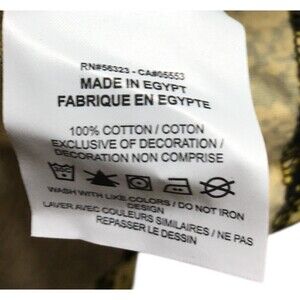 RN#56323 - CA#05553
MADE IN EGYPT
FABRIQUE EN EGYPTE
100% COTTON / COTON
EXCLUSIVE OF DECORATION /
DECORATION NON COMPRISE
WASH WITH LIKE COLORS / DO NOT IRON
DESIGN
LAVER AVEC COULEURS SIMILAIRES / NE PAS
REPASSER LE DESSIN